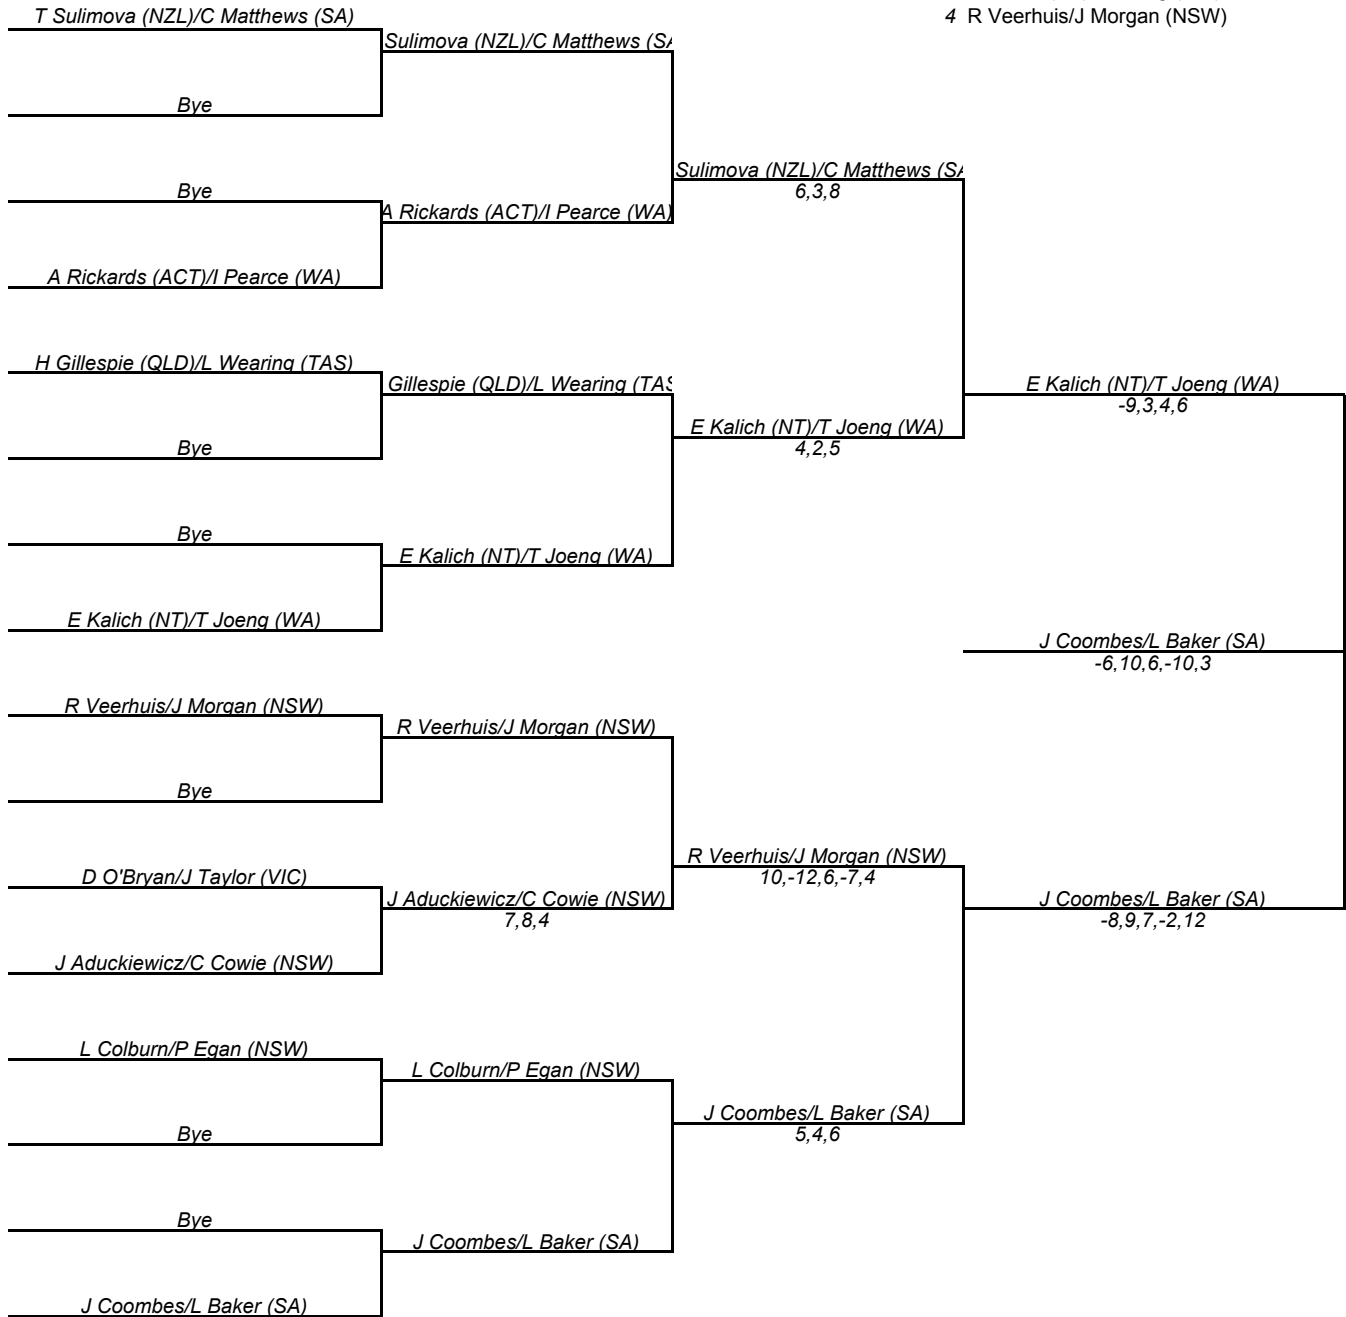 T Sulimova (NZL)/C Matthews (SA)
4 R Veerhuis/J Morgan (NSW)
Sulimova (NZL)/C Matthews (SA
Bye
Sulimova (NZL)/C Matthews (SA
6,3,8
Bye
A Rickards (ACT)/I Pearce (WA)
A Rickards (ACT)/I Pearce (WA)
H Gillespie (QLD)/L Wearing (TAS)
Gillespie (QLD)/L Wearing (TAS
E Kalich (NT)/T Joeng (WA)
-9,3,4,6
E Kalich (NT)/T Joeng (WA)
4,2,5
Bye
Bye
E Kalich (NT)/T Joeng (WA)
E Kalich (NT)/T Joeng (WA)
J Coombes/L Baker (SA)
-6,10,6,-10,3
R Veerhuis/J Morgan (NSW)
R Veerhuis/J Morgan (NSW)
Bye
R Veerhuis/J Morgan (NSW)
10,-12,6,-7,4
D O'Bryan/J Taylor (VIC)
J Aduckiewicz/C Cowie (NSW)
7,8,4
J Coombes/L Baker (SA)
-8,9,7,-2,12
J Aduckiewicz/C Cowie (NSW)
L Colburn/P Egan (NSW)
L Colburn/P Egan (NSW)
J Coombes/L Baker (SA)
5,4,6
Bye
Bye
J Coombes/L Baker (SA)
J Coombes/L Baker (SA)